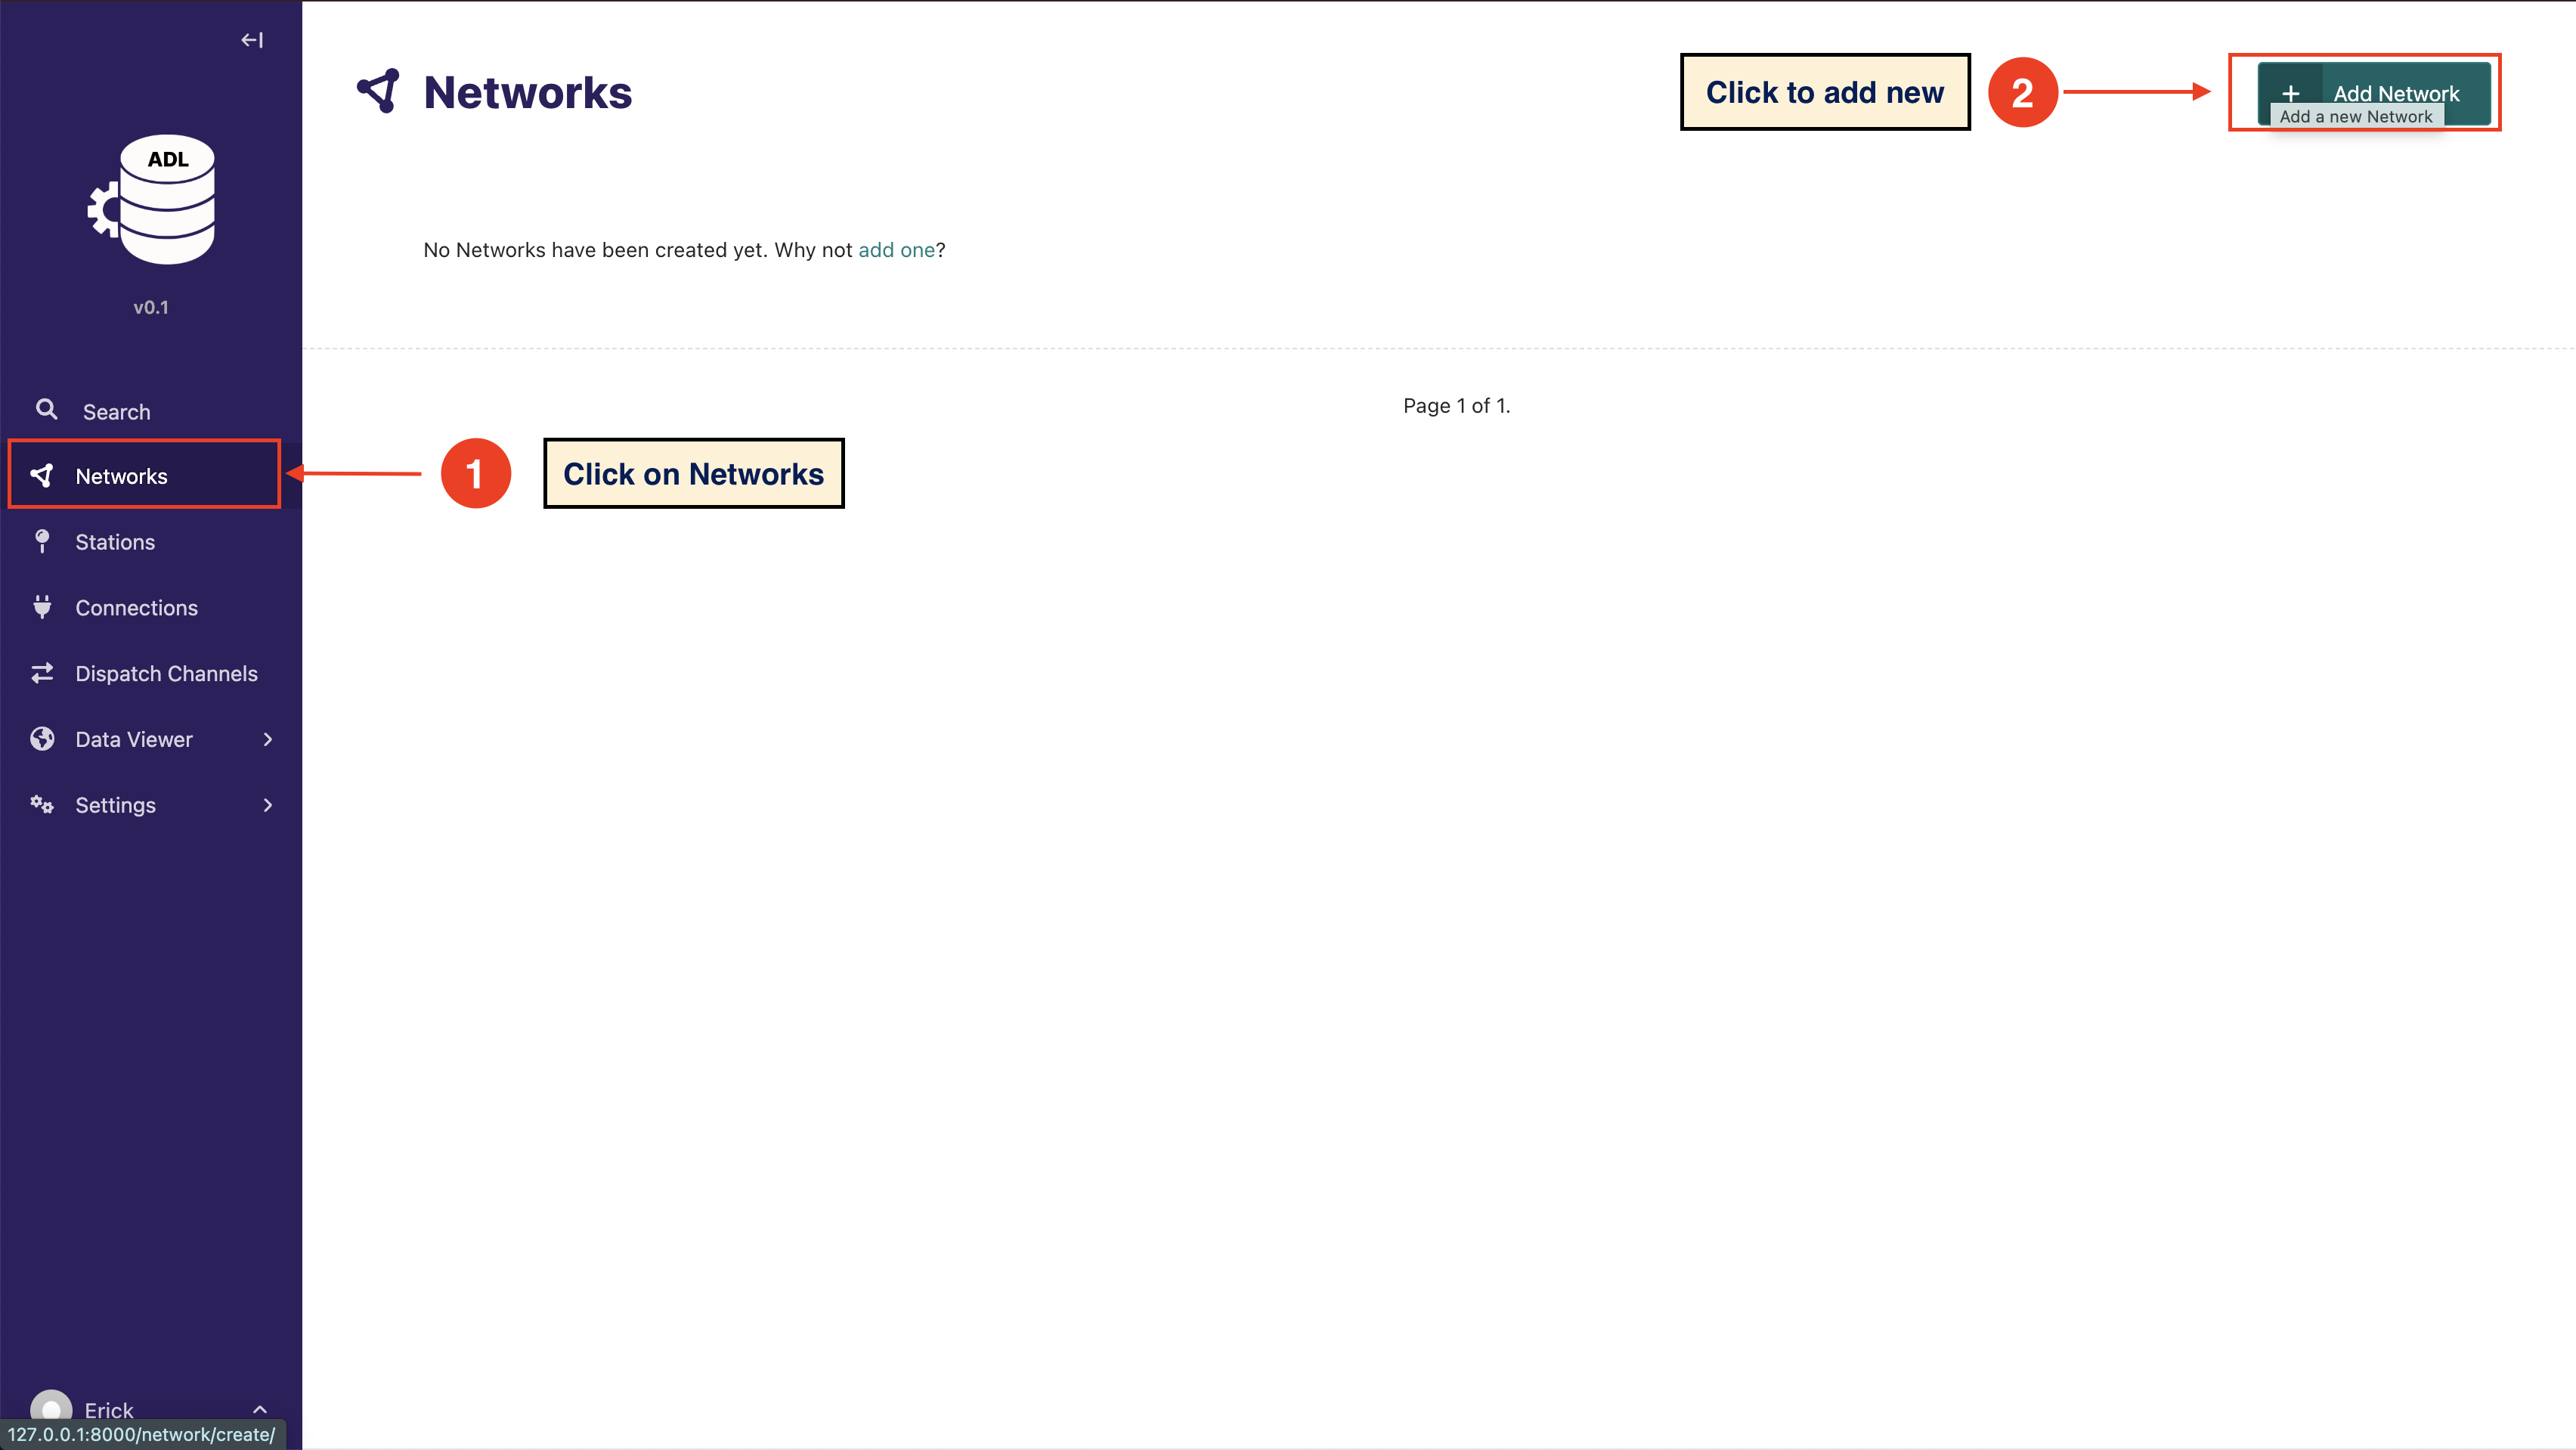 ADL
v0.1
Search
Networks
Stations
Connections
Dispatch Channels
Data Viewer
Settings
Erick
127.0.0.1:8000/network/create/
Networks
Click to add new
2
Add Network
Add a new Network
No Networks have been created yet. Why not add one?
Page 1 of 1.
1
Click on Networks